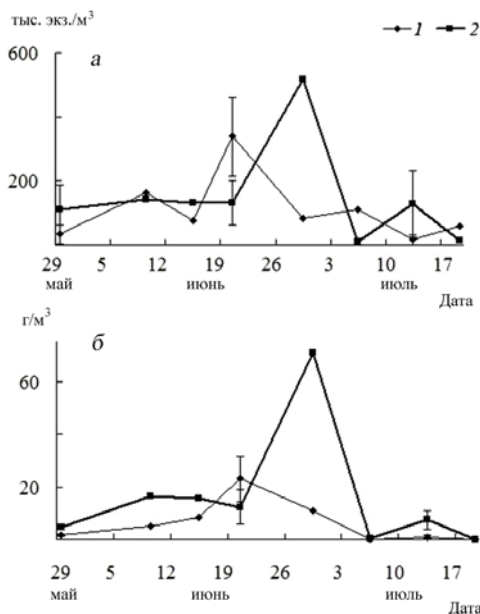 тыс. экз./м³
1 2
а
600
200
29 5 12 19 26 3 10 17
май июнь июль
Дата
г/м³
б
60
20
29 5 12 19 26 3 10 17
май июнь июль
Дата